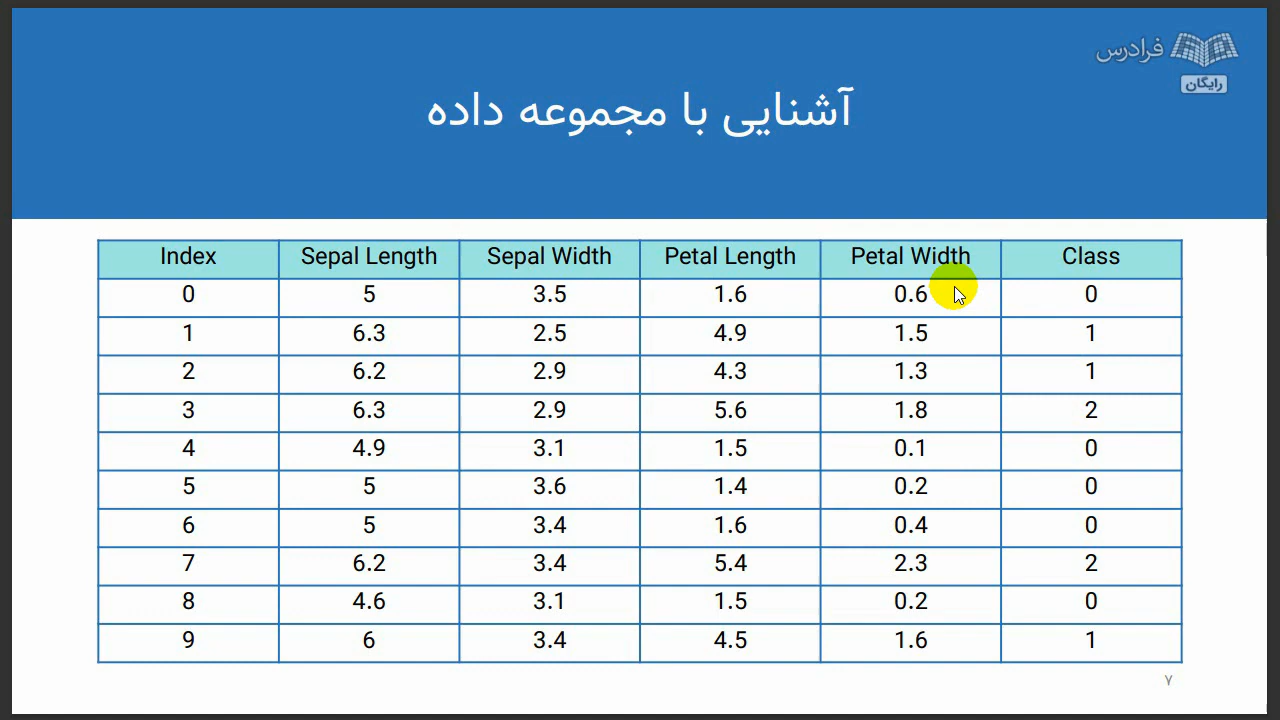 فرادرس
رایگان
آشنایی با مجموعه داده
Index Sepal Length Sepal Width Petal Length Petal Width Class
0 5 3.5 1.6 0.6 0
1 6.3 2.5 4.9 1.5 1
2 6.2 2.9 4.3 1.3 1
3 6.3 2.9 5.6 1.8 2
4 4.9 3.1 1.5 0.1 0
5 5 3.6 1.4 0.2 0
6 5 3.4 1.6 0.4 0
7 6.2 3.4 5.4 2.3 2
8 4.6 3.1 1.5 0.2 0
9 6 3.4 4.5 1.6 1
۷